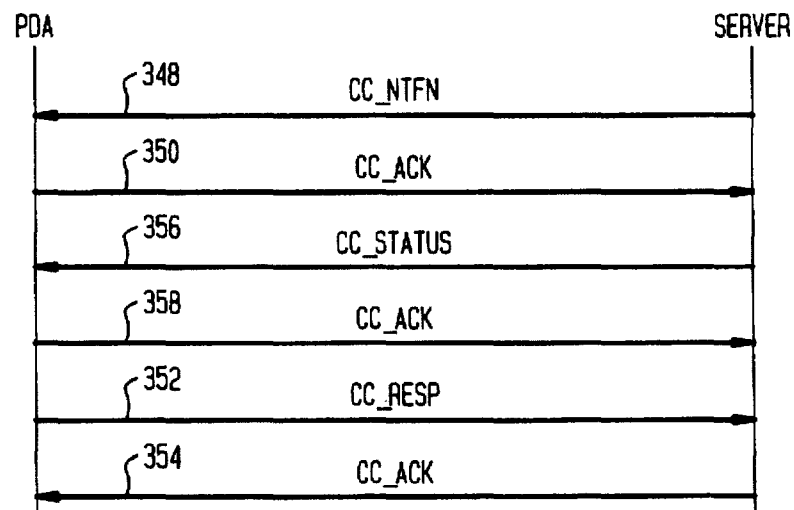 PDA SERVER
348 CC_NTFN
350 CC_ACK
356 CC_STATUS
358 CC_ACK
352 CC_RESP
354 CC_ACK